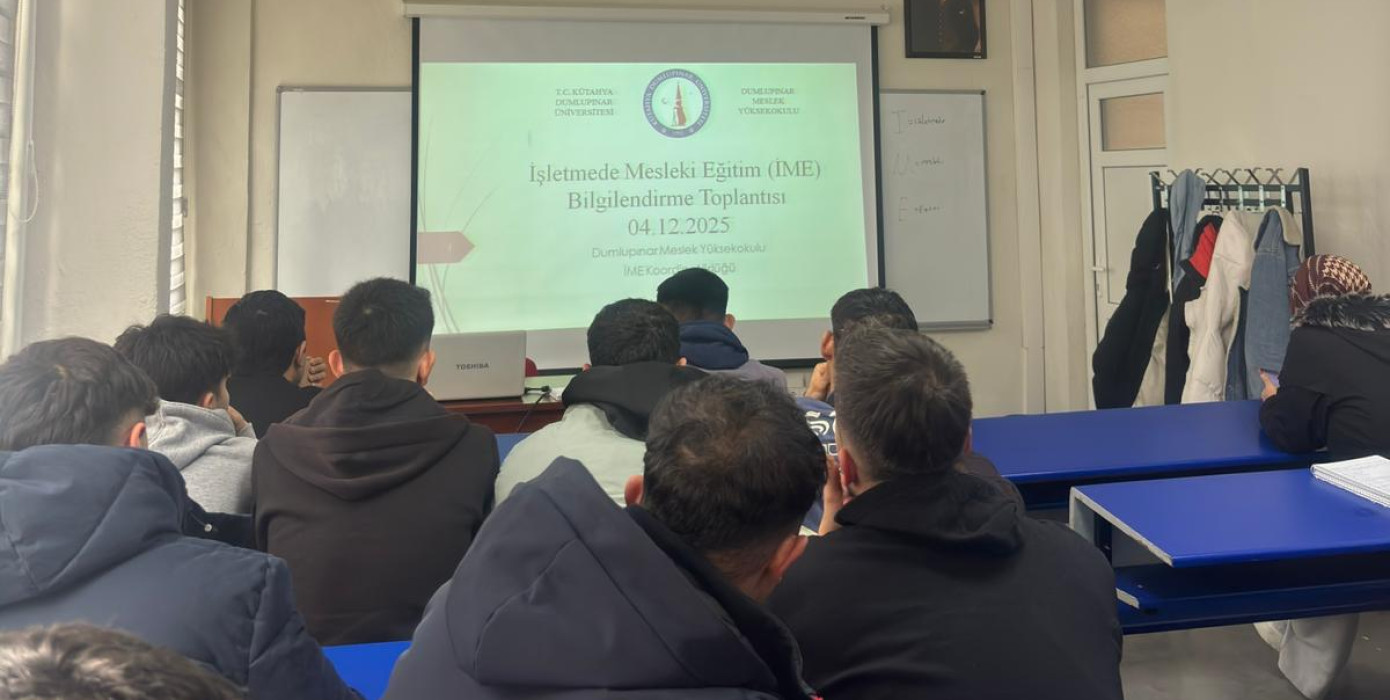 T.C. KÜTAHYA
DUMLUPINAR
ÜNİVERSİTESİ
DUMLUPINAR
MESLEK
YÜKSEKOKULU
İşletmede Mesleki Eğitim (İME)
Bilgilendirme Toplantısı
04.12.2025
Dumlupınar Meslek Yüksekokulu
İME
TOSHIBA